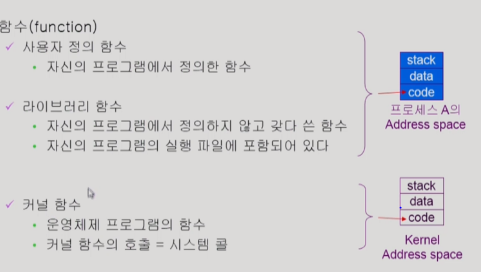 함수(function)
✓ 사용자 정의 함수
• 자신의 프로그램에서 정의한 함수
✓ 라이브러리 함수
• 자신의 프로그램에서 정의하지 않고 갖다 쓴 함수
• 자신의 프로그램의 실행 파일에 포함되어 있다
✓ 커널 함수
• 운영체제 프로그램의 함수
• 커널 함수의 호출 = 시스템 콜
stack
data
code
프로세스 A의
Address space
stack
data
code
Kernel
Address space